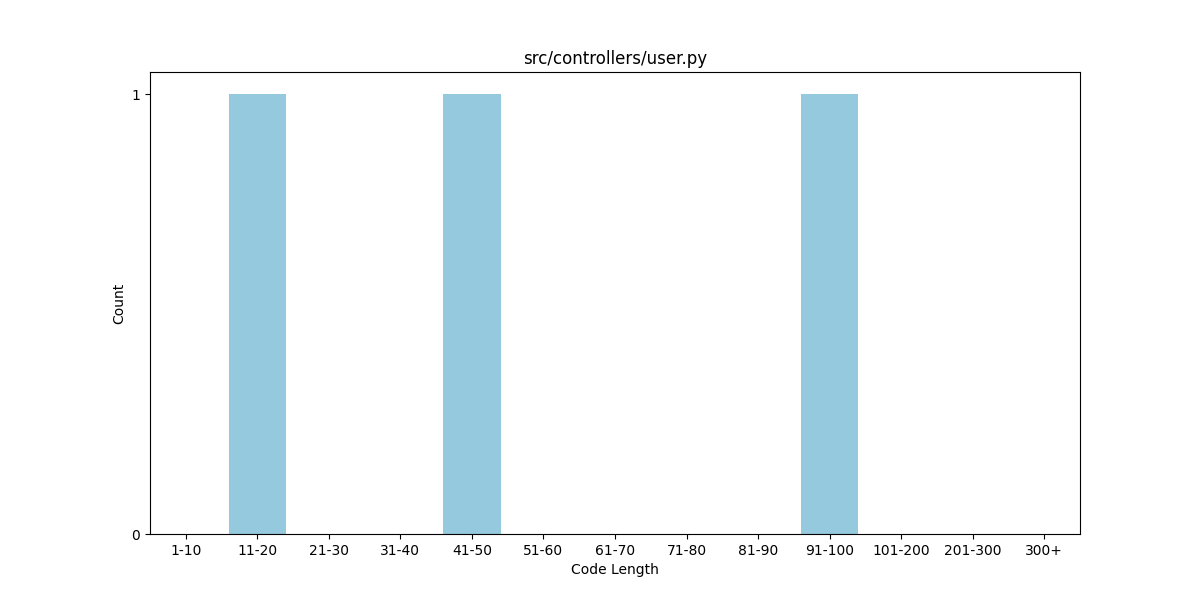 src/controllers/user.py
1
Count
0
1-10 11-20 21-30 31-40 41-50 51-60 61-70 71-80 81-90 91-100 101-200 201-300 300+
Code Length